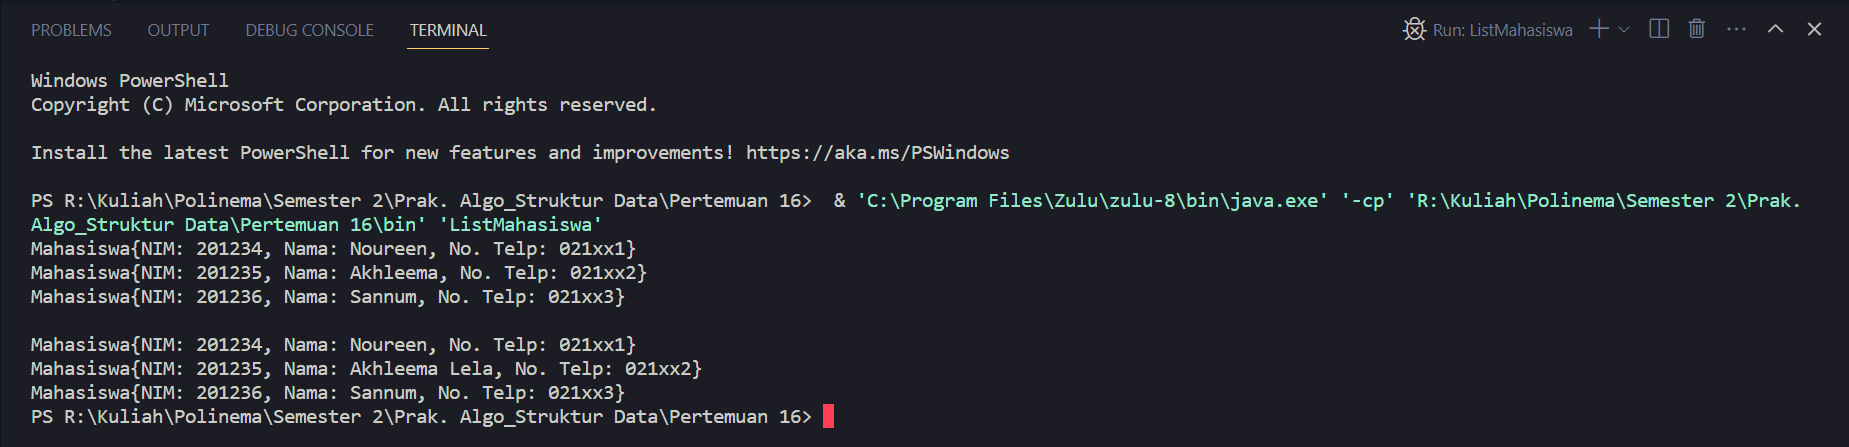 PROBLEMS OUTPUT DEBUG CONSOLE TERMINAL Run: ListMahasiswa
Windows PowerShell
Copyright (C) Microsoft Corporation. All rights reserved.
Install the latest PowerShell for new features and improvements! https://aka.ms/PSWindows
PS R:\Kuliah\Polinema\Semester 2\Prak. Algo_Struktur Data\Pertemuan 16>  & 'C:\Program Files\Zulu\zulu-8\bin\java.exe' '-cp' 'R:\Kuliah\Polinema\Semester 2\Prak.
Algo_Struktur Data\Pertemuan 16\bin' 'ListMahasiswa'
Mahasiswa{NIM: 201234, Nama: Noureen, No. Telp: 021xx1}
Mahasiswa{NIM: 201235, Nama: Akhleema, No. Telp: 021xx2}
Mahasiswa{NIM: 201236, Nama: Sannum, No. Telp: 021xx3}
Mahasiswa{NIM: 201234, Nama: Noureen, No. Telp: 021xx1}
Mahasiswa{NIM: 201235, Nama: Akhleema Lela, No. Telp: 021xx2}
Mahasiswa{NIM: 201236, Nama: Sannum, No. Telp: 021xx3}
PS R:\Kuliah\Polinema\Semester 2\Prak. Algo_Struktur Data\Pertemuan 16>